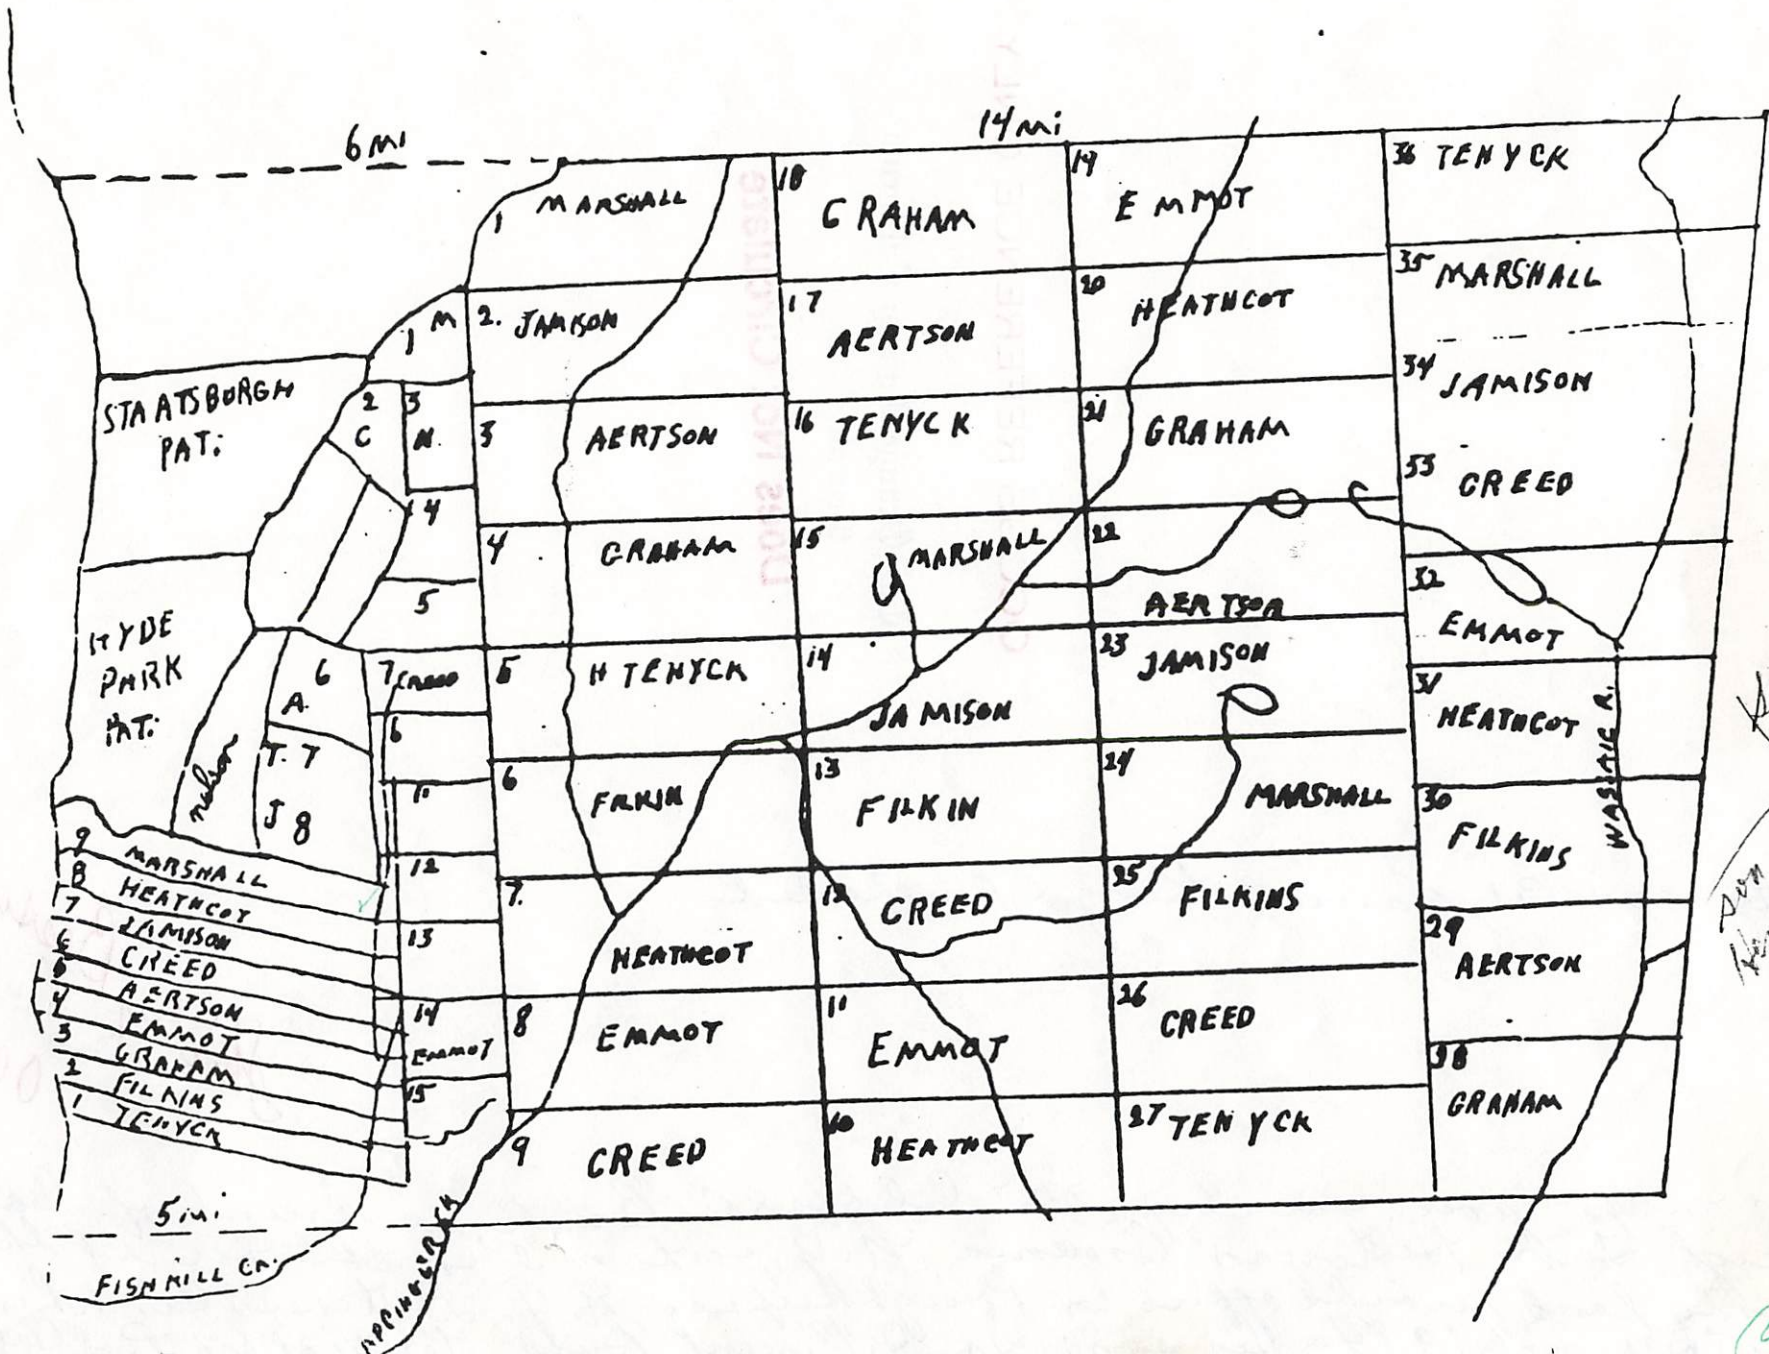 6 MI
14 Mi
1 MARSHALL
18 GRAHAM
19 EMMOT
36 TENYCK
1 M
2. JAMISON
17 AERTSON
20 HEATHCOT
35 MARSHALL
STAATSBURGH
PAT.
2 C
3 H.
3 AERTSON
16 TENYCK
21 GRAHAM
34 JAMISON
33 CREED
4
4 GRAHAM
15 MARSHALL
22 AERTSON
32 EMMOT
5
HYDE
PARK
PAT.
nelson
6 A.
7 CREED
5 H TENYCK
14 JAMISON
23 JAMISON
31 HEATHCOT
WASSAIC R.
T. 7
6
6 FILKIN
13 FILKIN
24 MARSHALL
30 FILKINS
J 8
11
12
7. HEATHCOT
12 CREED
25 FILKINS
29 AERTSON
9 MARSHALL
8 HEATHCOT
7 JAMISON
6 CREED
5 AERTSON
4 EMMOT
3 GRAHAM
2 FILKINS
1 TENYCK
13
14 EMMOT
8 EMMOT
11 EMMOT
26 CREED
28 GRAHAM
15
9 CREED
10 HEATHCOT
27 TENYCK
5 mi
FISHKILL CR.